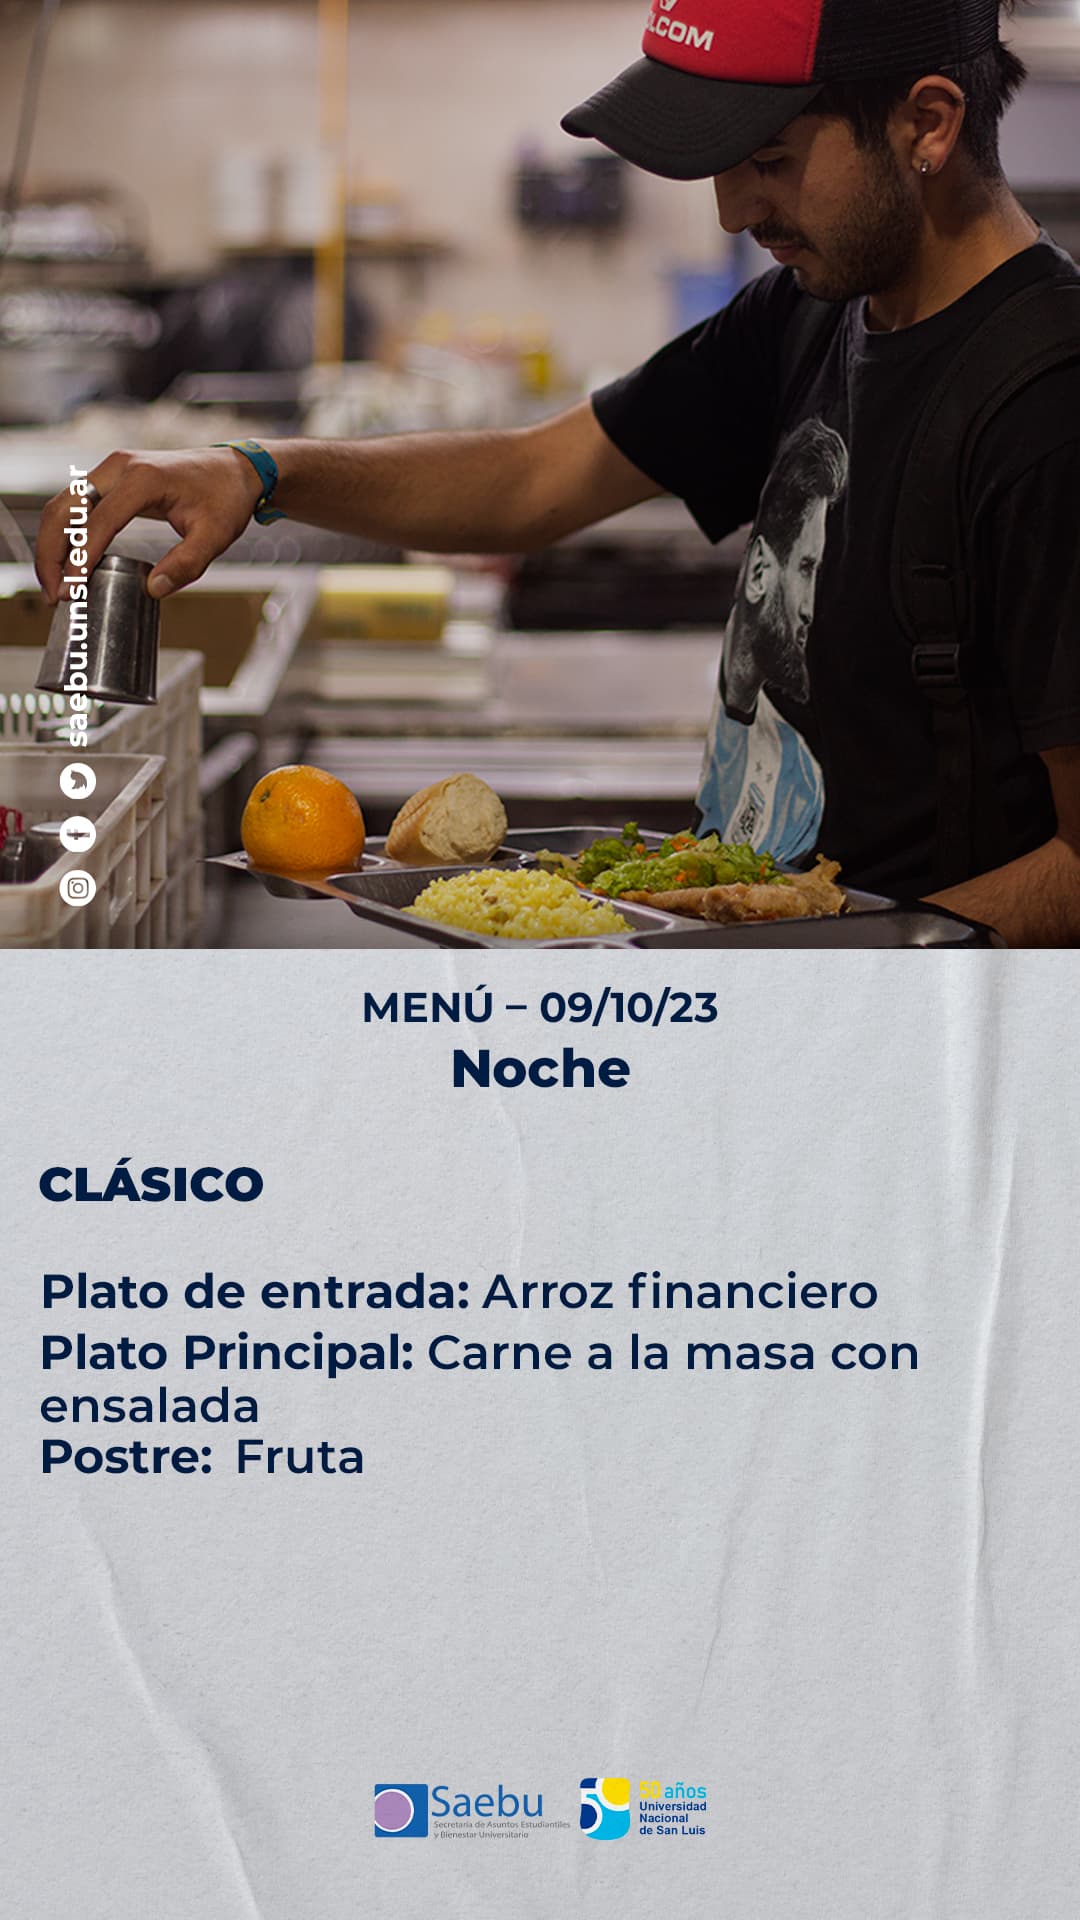 LCOM
saebu.unsl.edu.ar
MENÚ – 09/10/23
Noche
CLÁSICO
Plato de entrada: Arroz financiero
Plato Principal: Carne a la masa con
ensalada
Postre: Fruta
Saebu
Secretaría de Asuntos Estudiantiles
y Bienestar Universitario
50 años
Universidad
Nacional
de San Luis